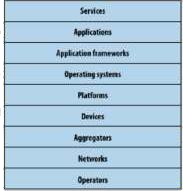 Services
Applications
Application frameworks
Operating systems
Platforms
Devices
Aggregators
Networks
Operators